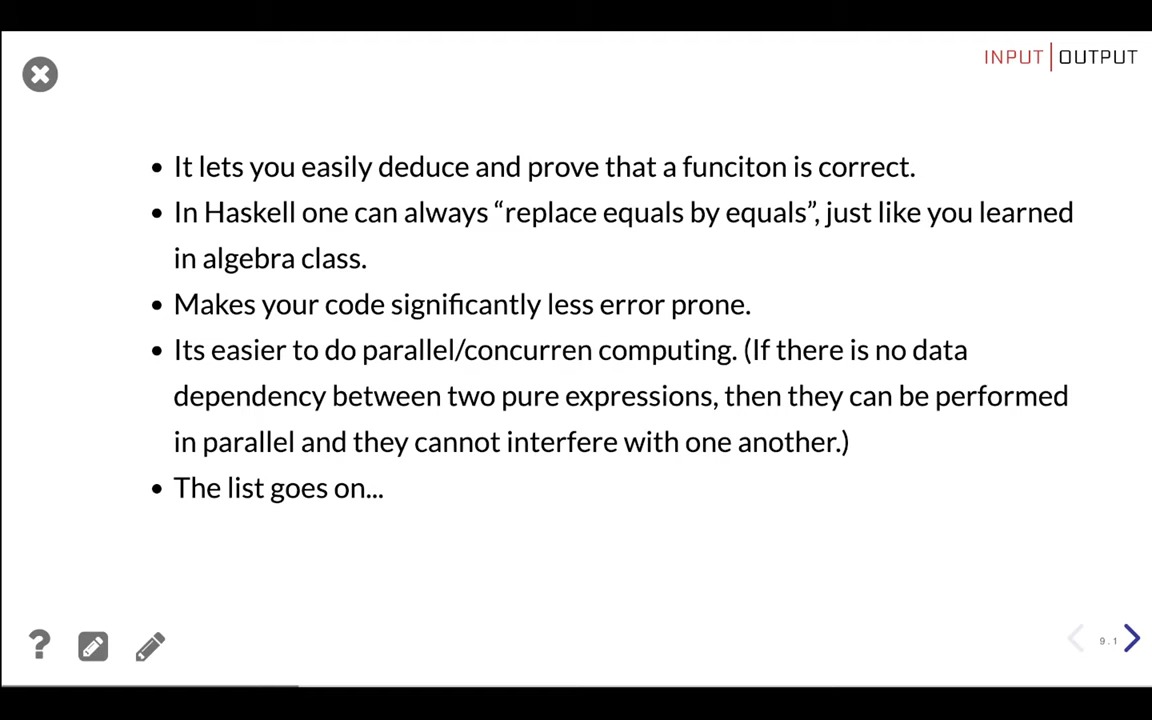 INPUT|OUTPUT
• It lets you easily deduce and prove that a funciton is correct.
• In Haskell one can always “replace equals by equals”, just like you learned
in algebra class.
• Makes your code significantly less error prone.
• Its easier to do parallel/concurren computing. (If there is no data
dependency between two pure expressions, then they can be performed
in parallel and they cannot interfere with one another.)
• The list goes on...
?
9.1